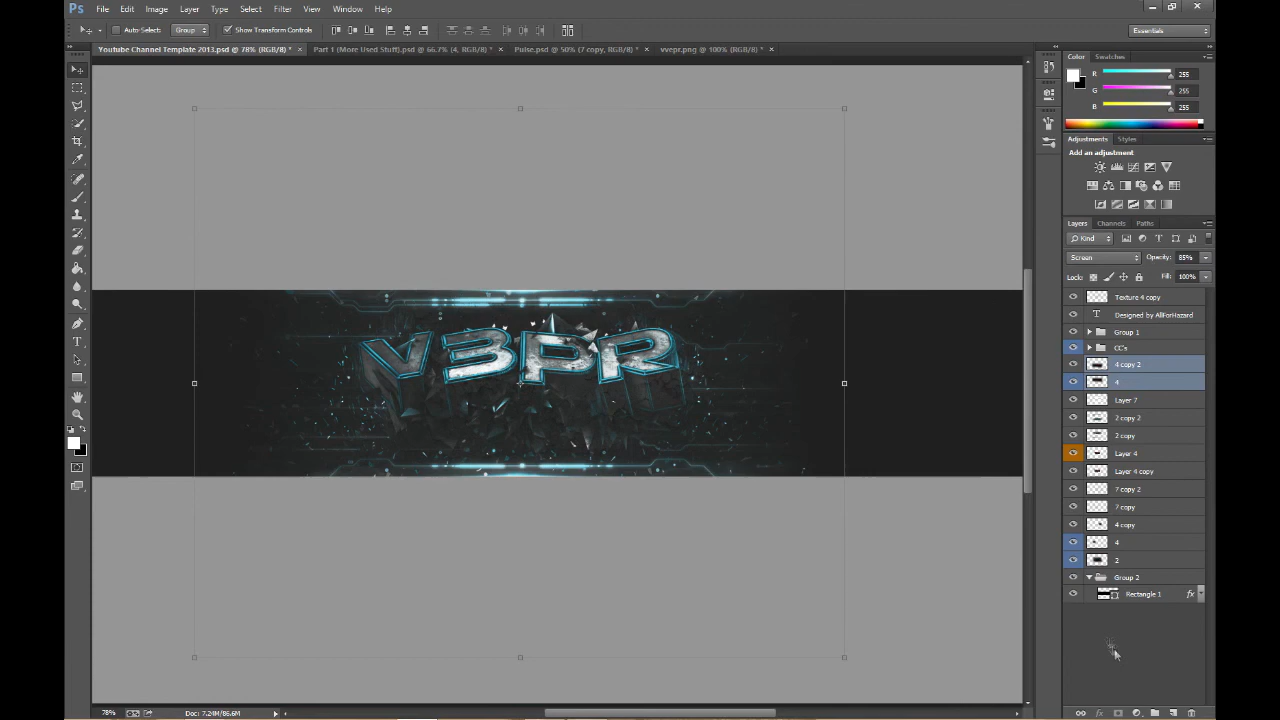 Ps File Edit Image Layer Type Select Filter View Window Help
Auto-Select: Group Show Transform Controls Essentials
Youtube Channel Template 2013.psd @ 78% (RGB/8) * × Part 1 (More Used Stuff).psd @ 66.7% (4, RGB/8) * × Pulse.psd @ 50% (7 copy, RGB/8) * × vvepr.png @ 100% (RGB/8) * ×
Color Swatches
R 255
G 255
B 255
Adjustments Styles
Add an adjustment
Layers Channels Paths
Kind
Screen Opacity: 85%
Lock: Fill: 100%
Texture 4 copy
T Designed by AllForHazard
Group 1
CC's
4 copy 2
4
Layer 7
2 copy 2
2 copy
Layer 4
Layer 4 copy
7 copy 2
7 copy
4 copy
4
2
Group 2
Rectangle 1 fx
V3PR
78% Doc: 7.24M/86.6M